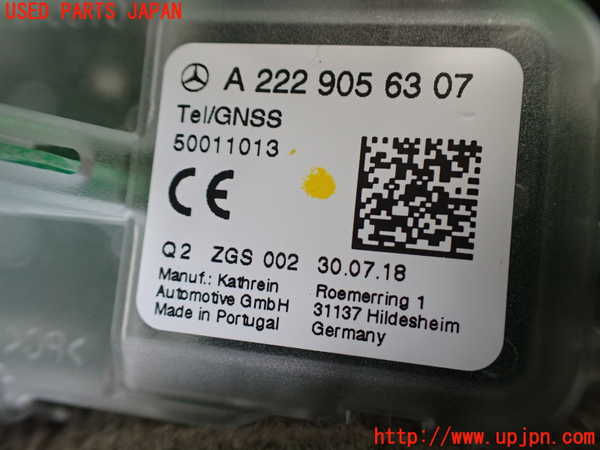 USED PARTS JAPAN
A 222 905 63 07
Tel/GNSS
50011013
CE
Q2 ZGS 002 30.07.18
Manuf.: Kathrein
Automotive GmbH
Made in Portugal
Roemerring 1
31137 Hildesheim
Germany
http://www.upjpn.com/